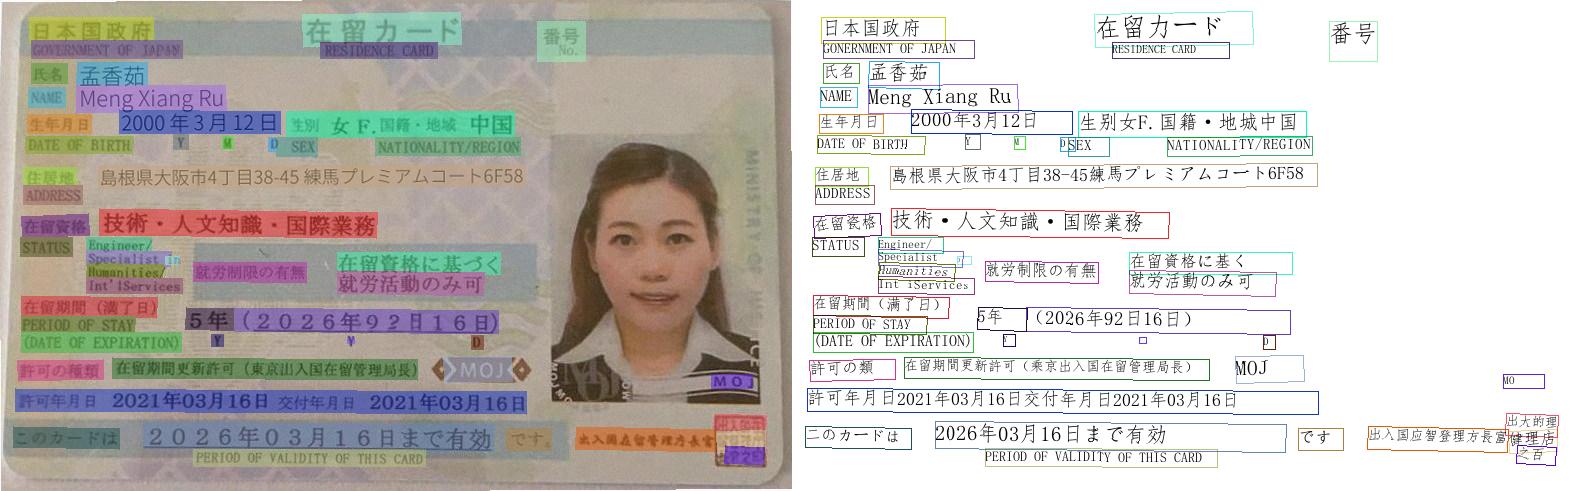 日本国政府 在留カード 番号
GOVERNMENT OF JAPAN RESIDENCE CARD No.
氏名 孟香茹
NAME Meng Xiang Ru
生年月日 2000年3月12日 性别 女 F. 国籍・地域 中国
DATE OF BIRTH Y M D SEX NATIONALITY/REGION
住居地 島根県大阪市4丁目38-45 練馬プレミアムコート6F58
ADDRESS
在留資格 技術・人文知識・国際業務
STATUS Engineer/
Specialist in
Humanities/
Int'iServices
就労制限の有無 在留資格に基づく
就労活動のみ可
在留期間(満了日) 5年(2026年92日16日)
PERIOD OF STAY
(DATE OF EXPIRATION) Y M D
許可の種類 在留期間更新許可(東京出入国在留管理局長) MOJ
MOJ
許可年月日 2021年03月16日 交付年月日 2021年03月16日
このカードは 2026年03月16日まで有効 です。 出入国在留管理庁長官
PERIOD OF VALIDITY OF THIS CARD
日本国政府 在留カード 番号
GONERNMENT OF JAPAN RESIDENCE CARD
氏名 孟香茹
NAME Meng Xiang Ru
生年月日 2000年3月12日 生别女F.国籍・地城中国
DATE OF BIRTH Y M D SEX NATIONALITY/REGION
住居地 島根県大阪市4丁目38-45練馬プレミアムコート6F58
ADDRESS
在留资格 技術・人文知識・国際業務
STATUS Engineer/
Specialist
Humanities/
Int iServices
就労制限の有無 在留資格に基く
就労活動のみ可
在留期間(満了日) 5年 (2026年92日16日)
PERIOD OF STAY
(DATE OF EXPIRATION) Y D
許可の類 在留期間更新許可(乗京出入国在留管理局長) MOJ
MO
許可年月日2021年03月16日交付年月日2021年03月16日
二のカードは 2026年03月16日まで有効 です 出入国应智登理方長富
出大的理
健理店
之百
PERIOD OF VALIDITY OF THIS CARD